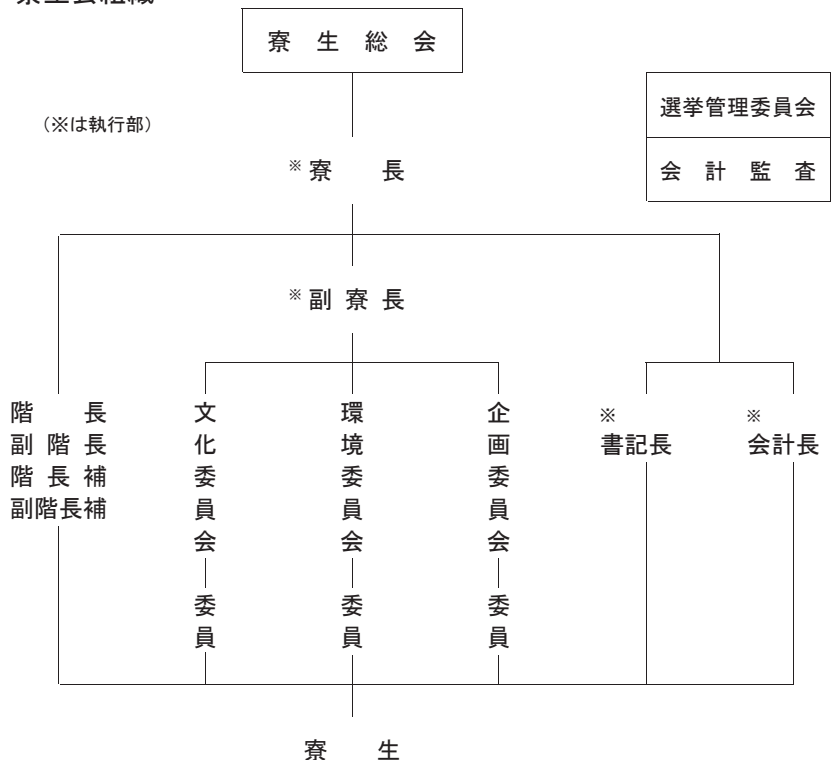 寮生会組織
寮生総会
選挙管理委員会
(※は執行部)
会計監査
※寮長
※副寮長
階長
副階長
階長補
副階長補
文化委員会
委員
環境委員会
委員
企画委員会
委員
※
書記長
※
会計長
寮生